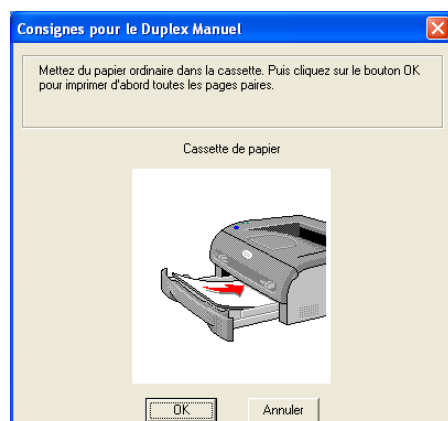 Consignes pour le Duplex Manuel
Mettez du papier ordinaire dans la cassette. Puis cliquez sur le bouton OK
pour imprimer d'abord toutes les pages paires.
Cassette de papier
OK
Annuler